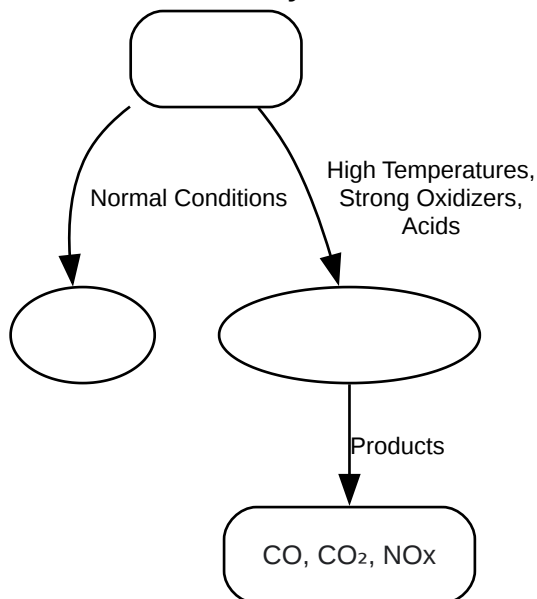 Normal Conditions
High Temperatures,
Strong Oxidizers,
Acids
Products
CO, CO₂, NOx